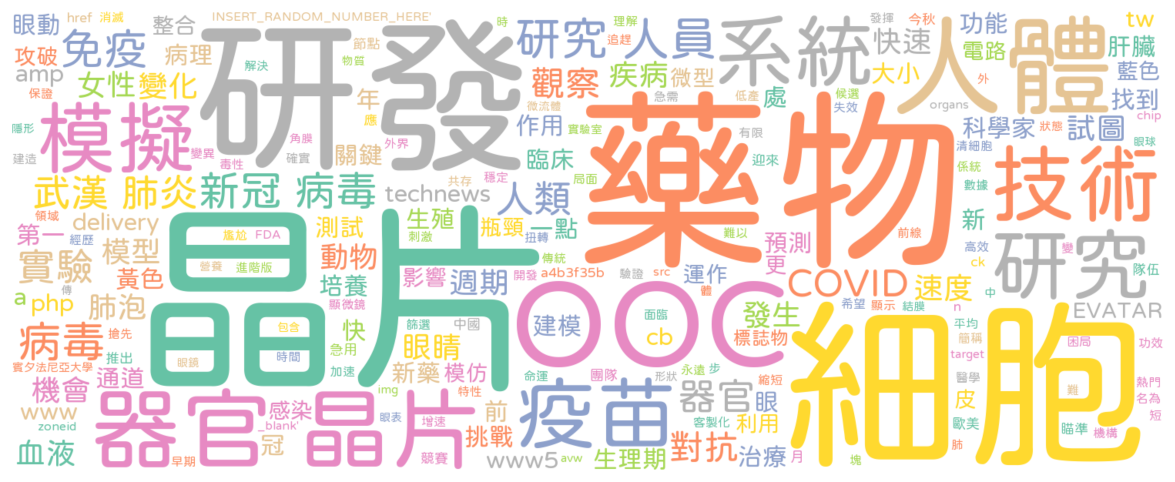 眼動 href 消滅 INSERT_RANDOM_NUMBER_HERE' 整合 節點 時 理解 發揮 今秋 功能 tw
攻破 免疫 病理 解決 物質 研發 研究 追趕 人員 系統 快速 人體 電路 肝臟
amp 女性 變化 年 觀察 疾病 微型 處 大小 藍色 找到
保證 應 微流體 急需 低產 候選 失效 外 organs chip
隱形 模擬 角膜 外界 作用 實驗室 有限 科學家 狀態 試圖
建造 變異 毒性 確實 關鍵 臨床 清細胞 眼球
武漢 肺炎 新冠 病毒 共存 穩定 局面 迎來 藥物 係統 數據 技術
領域 technews 人類 新
第一 delivery 經歷 尷尬 FDA 測試 生殖 瓶頸 一點 難以 預測 前線 高效 研究
模型 營養 進階版 動物 刺激 扭轉 傳統 更 ck 變 隊伍
實驗 黃色 傳 晶片 培養 影響 週期 開發 a4b3f35b 驗證 src 運作 COVID 速度
a php 肺泡 顯微鏡 OOC 體 希望 顯示 結膜 中 n EVATAR
病毒 搶先 包含 快 篩選 中國 建模 面臨 cb 發生 標誌物 細胞 平均 簡稱 困局 功效
賓夕法尼亞大學 推出 眼鏡 時間 急用 眼睛 target
機會 通道 加速 新藥 模仿 命運 團隊 形狀 永遠 步 縮短 醫學 難 熱門
www 器官晶片 感染 img 特性 疫苗 器官 眼 皮 名為
zoneid _blank' 眼表 增速 前 客製化 利用 歐美 瞄準 機構 短
血液 早期 冠 競賽 挑戰 www5 avw 生理期 對抗 治療 月 塊 肺